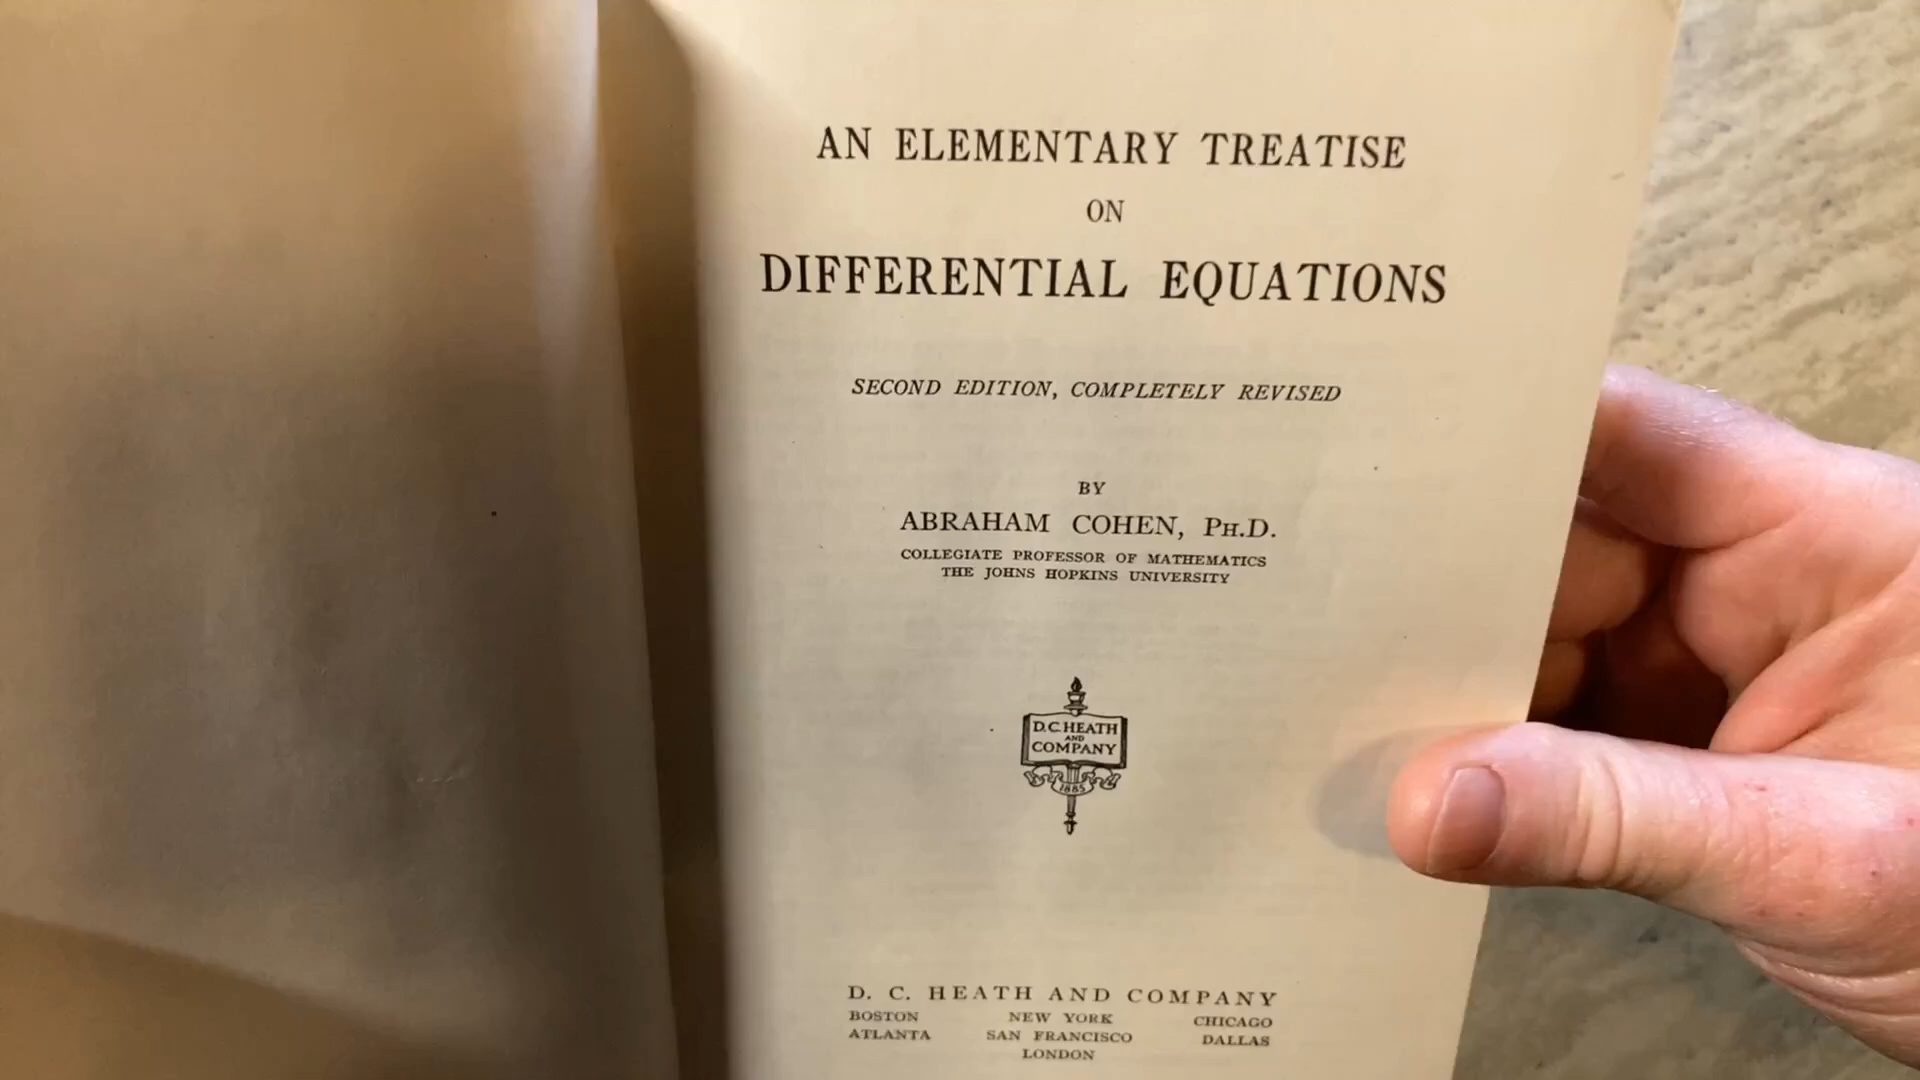 AN ELEMENTARY TREATISE
ON
DIFFERENTIAL EQUATIONS
SECOND EDITION, COMPLETELY REVISED
BY
ABRAHAM COHEN, PH.D.
COLLEGIATE PROFESSOR OF MATHEMATICS
THE JOHNS HOPKINS UNIVERSITY
D.C. HEATH
AND
COMPANY
1885
D. C. HEATH AND COMPANY
BOSTON NEW YORK CHICAGO
ATLANTA SAN FRANCISCO DALLAS
LONDON